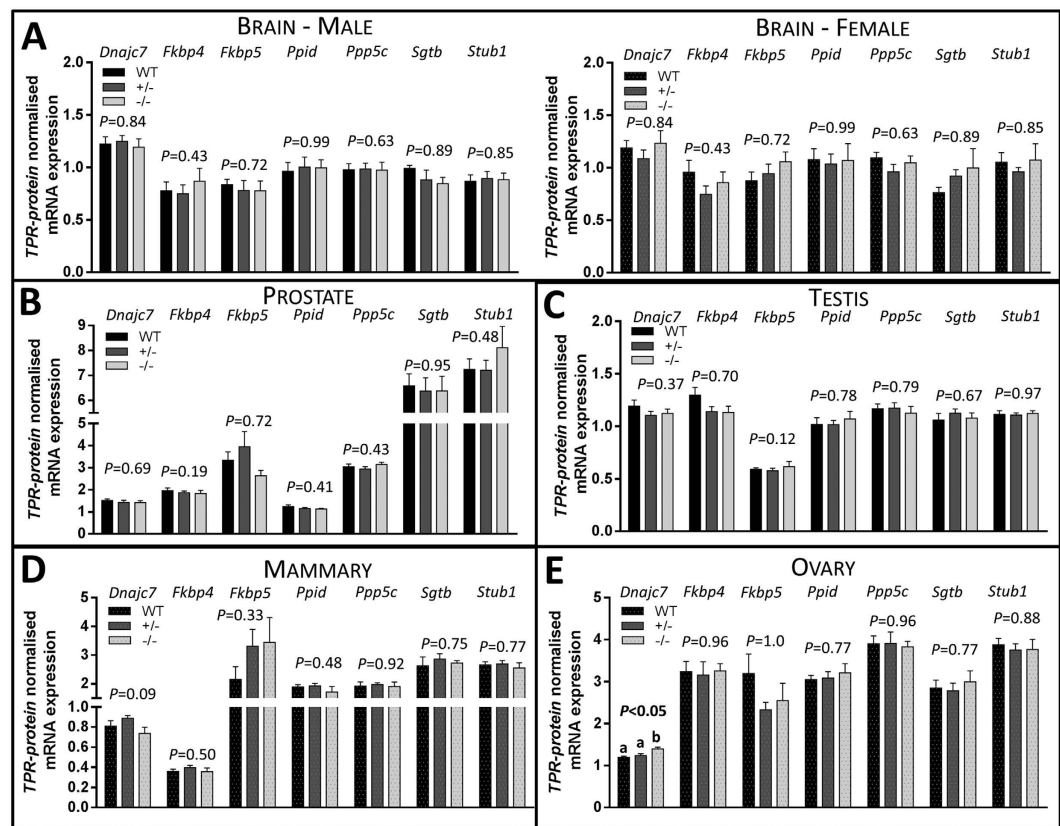 A
BRAIN - MALE
Dnajc7 Fkbp4 Fkbp5 Ppid Ppp5c Sgtb Stub1
TPR-protein normalised
mRNA expression
2.0
1.5
1.0
0.5
0.0
WT
+/-
-/-
P=0.84
P=0.43
P=0.72
P=0.99
P=0.63
P=0.89
P=0.85
BRAIN - FEMALE
Dnajc7 Fkbp4 Fkbp5 Ppid Ppp5c Sgtb Stub1
TPR-protein normalised
mRNA expression
2.0
1.5
1.0
0.5
0.0
WT
+/-
-/-
P=0.84
P=0.43
P=0.72
P=0.99
P=0.63
P=0.89
P=0.85
B
PROSTATE
Dnajc7 Fkbp4 Fkbp5 Ppid Ppp5c Sgtb Stub1
TPR-protein normalised
mRNA expression
9
8
7
6
5
4
3
2
1
0
WT
+/-
-/-
P=0.69
P=0.19
P=0.72
P=0.41
P=0.43
P=0.95
P=0.48
C
TESTIS
Dnajc7 Fkbp4 Fkbp5 Ppid Ppp5c Sgtb Stub1
TPR-protein normalised
mRNA expression
2.0
1.5
1.0
0.5
0.0
WT
+/-
-/-
P=0.37
P=0.70
P=0.12
P=0.78
P=0.79
P=0.67
P=0.97
D
MAMMARY
Dnajc7 Fkbp4 Fkbp5 Ppid Ppp5c Sgtb Stub1
TPR-protein normalised
mRNA expression
5
4
3
2
1.0
0.8
0.6
0.4
0.2
0.0
WT
+/-
-/-
P=0.09
P=0.50
P=0.33
P=0.48
P=0.92
P=0.75
P=0.77
E
OVARY
Dnajc7 Fkbp4 Fkbp5 Ppid Ppp5c Sgtb Stub1
TPR-protein normalised
mRNA expression
5
4
3
2
1
0
WT
+/-
-/-
P<0.05
a a b
P=0.96
P=1.0
P=0.77
P=0.96
P=0.77
P=0.88